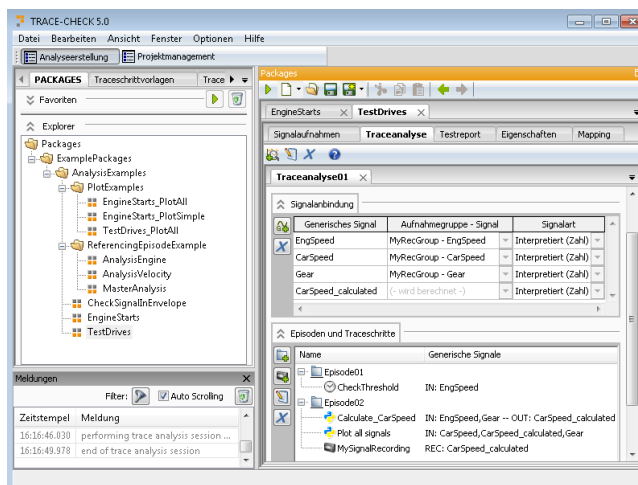 TRACE-CHECK 5.0
Datei Bearbeiten Ansicht Fenster Optionen Hilfe
Analyseerstellung Projektmanagement
PACKAGES Traceschrittvorlagen Trace
Favoriten
Explorer
Packages
ExamplePackages
AnalysisExamples
PlotExamples
EngineStarts_PlotAll
EngineStarts_PlotSimple
TestDrives_PlotAll
ReferencingEpisodeExample
AnalysisEngine
AnalysisVelocity
MasterAnalysis
CheckSignalInEnvelope
EngineStarts
TestDrives
Meldungen
Filter: Auto Scrolling
Zeitstempel Meldung
16:16:46.030 performing trace analysis session ...
16:16:49.978 end of trace analysis session
Packages
EngineStarts TestDrives
Signalaufnahmen Traceanalyse Testreport Eigenschaften Mapping
Traceanalyse01
Signalanbindung
Generisches Signal Aufnahmegruppe - Signal Signalart
EngSpeed MyRecGroup - EngSpeed Interpretiert (Zahl)
CarSpeed MyRecGroup - CarSpeed Interpretiert (Zahl)
Gear MyRecGroup - Gear Interpretiert (Zahl)
CarSpeed_calculated (- wird berechnet -) Interpretiert (Zahl)
Episoden und Traceschritte
Name Generische Signale
Episode01
CheckThreshold IN: EngSpeed
Episode02
Calculate_CarSpeed IN: EngSpeed,Gear -- OUT: CarSpeed_calculated
Plot all signals IN: CarSpeed,CarSpeed_calculated,Gear
MySignalRecording REC: CarSpeed_calculated